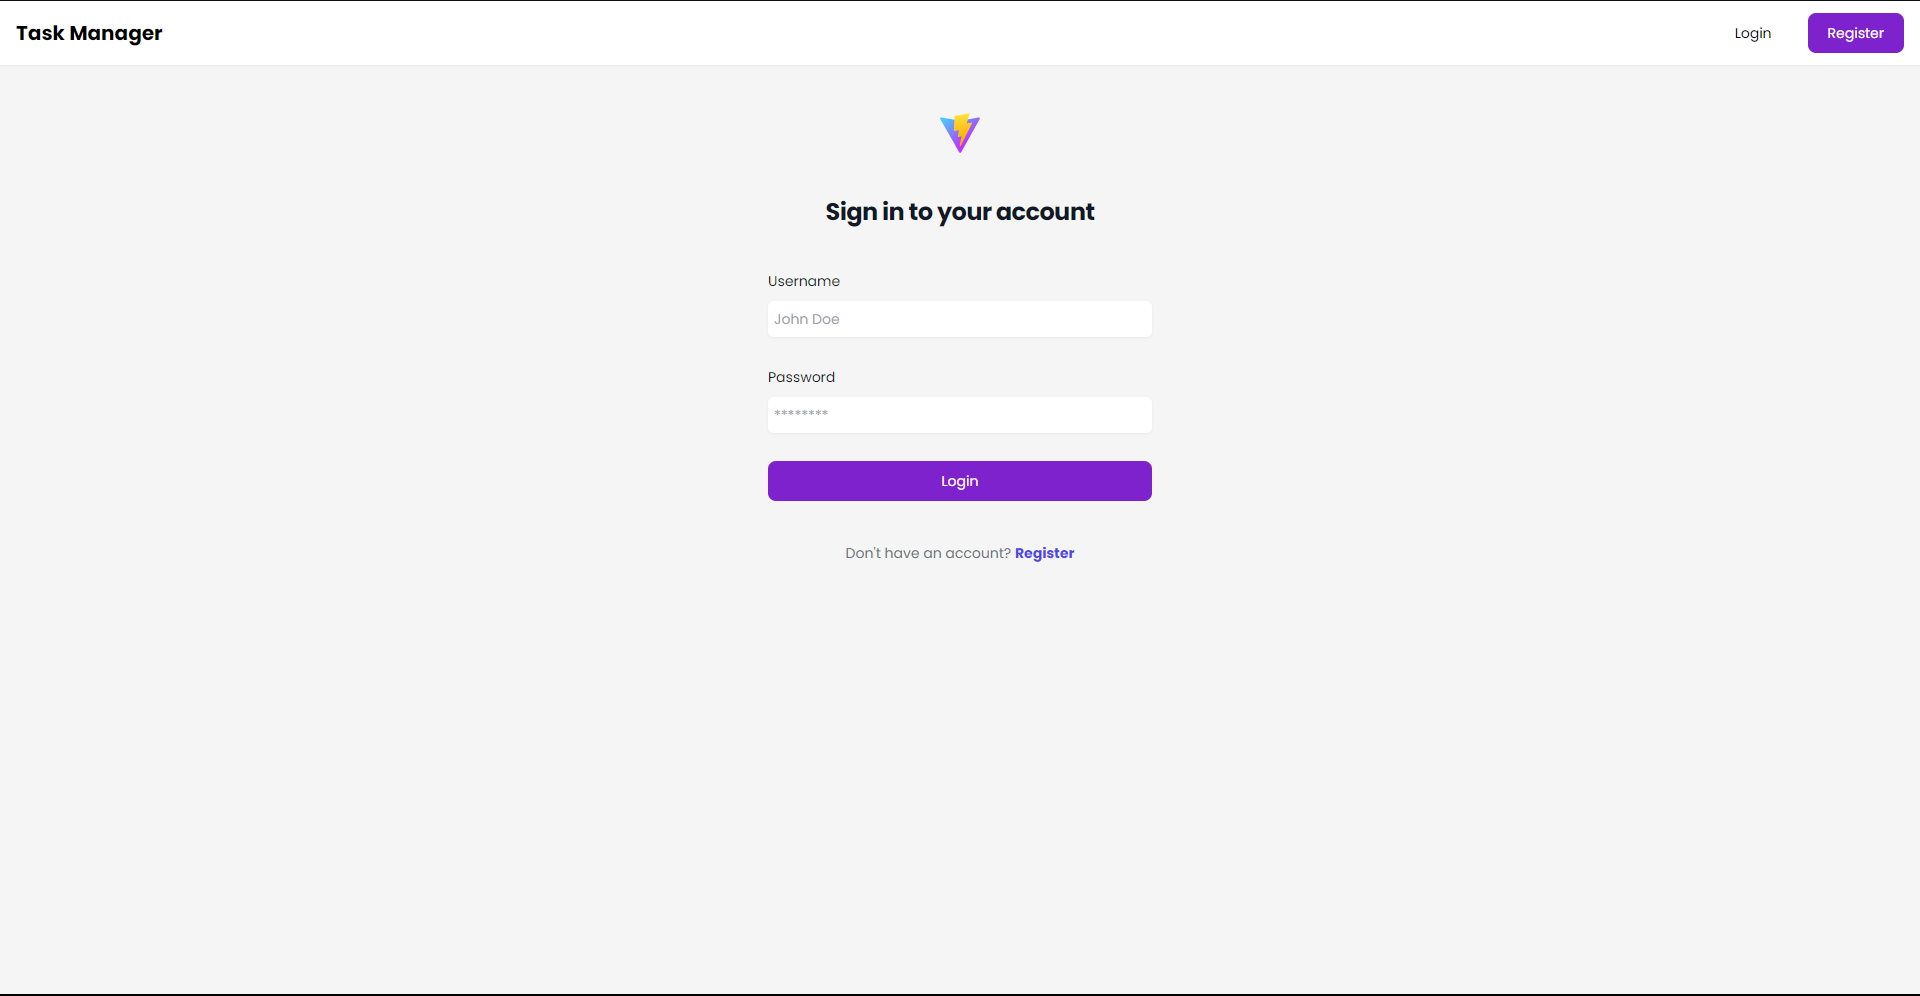 Task Manager
Login
Register
Sign in to your account
Username
John Doe
Password
********
Login
Don't have an account? Register